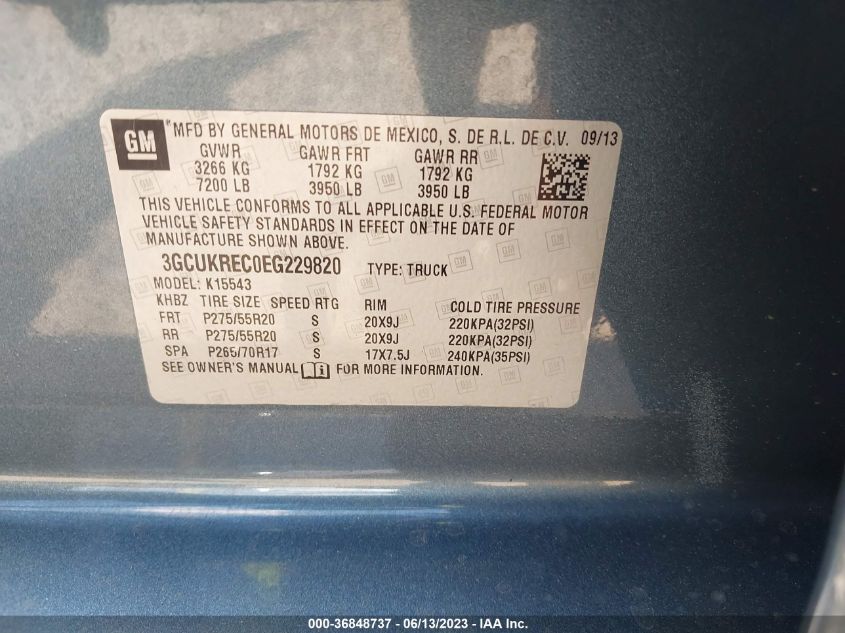 GM *MFD BY GENERAL MOTORS DE MEXICO, S. DE R.L. DE C.V. 09/13
GVWR GAWR FRT GAWR RR
3266 KG 1792 KG 1792 KG
7200 LB 3950 LB 3950 LB
THIS VEHICLE CONFORMS TO ALL APPLICABLE U.S. FEDERAL MOTOR
VEHICLE SAFETY STANDARDS IN EFFECT ON THE DATE OF
MANUFACTURE SHOWN ABOVE.
3GCUKREC0EG229820 TYPE: TRUCK
MODEL: K15543
KHBZ TIRE SIZE SPEED RTG RIM COLD TIRE PRESSURE
FRT P275/55R20 S 20X9J 220KPA(32PSI)
RR P275/55R20 S 20X9J 220KPA(32PSI)
SPA P265/70R17 S 17X7.5J 240KPA(35PSI)
SEE OWNER'S MANUAL FOR MORE INFORMATION.
000-36848737 - 06/13/2023 - IAA Inc.